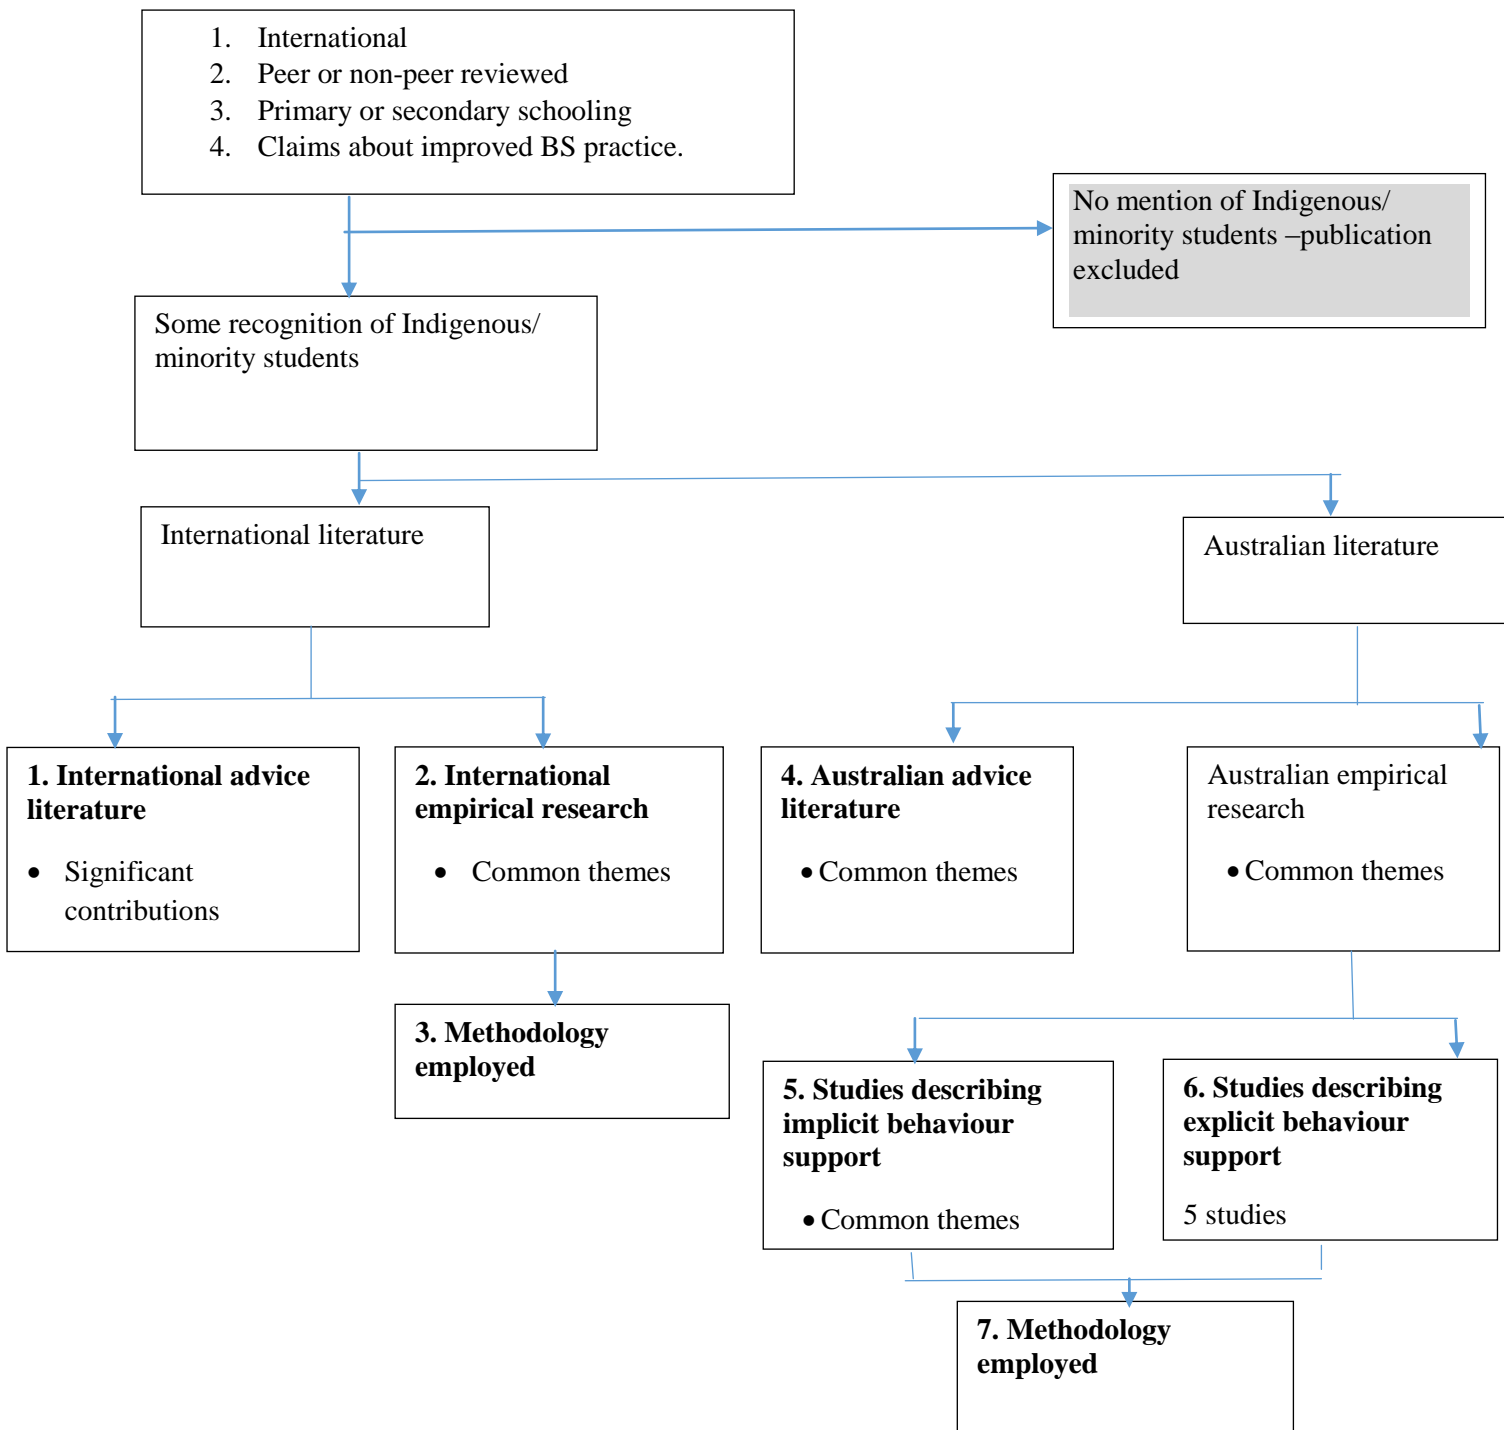 1. International
2. Peer or non-peer reviewed
3. Primary or secondary schooling
4. Claims about improved BS practice.
No mention of Indigenous/
minority students –publication
excluded
Some recognition of Indigenous/
minority students
International literature
Australian literature
1. International advice
literature
• Significant
contributions
2. International
empirical research
• Common themes
4. Australian advice
literature
• Common themes
Australian empirical
research
• Common themes
3. Methodology
employed
5. Studies describing
implicit behaviour
support
• Common themes
6. Studies describing
explicit behaviour
support
5 studies
7. Methodology
employed